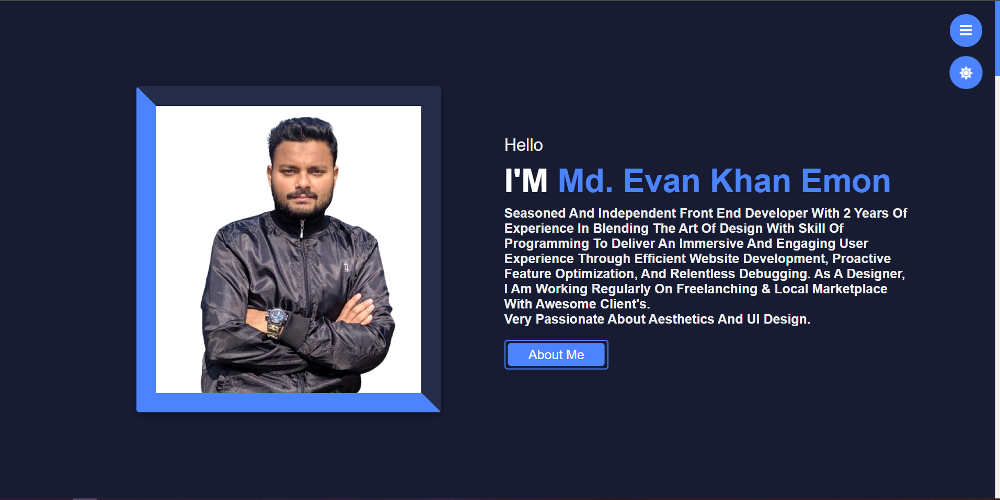 Hello
I'M Md. Evan Khan Emon
Seasoned And Independent Front End Developer With 2 Years Of
Experience In Blending The Art Of Design With Skill Of
Programming To Deliver An Immersive And Engaging User
Experience Through Efficient Website Development, Proactive
Feature Optimization, And Relentless Debugging. As A Designer,
I Am Working Regularly On Freelanching & Local Marketplace
With Awesome Client's.
Very Passionate About Aesthetics And UI Design.
About Me